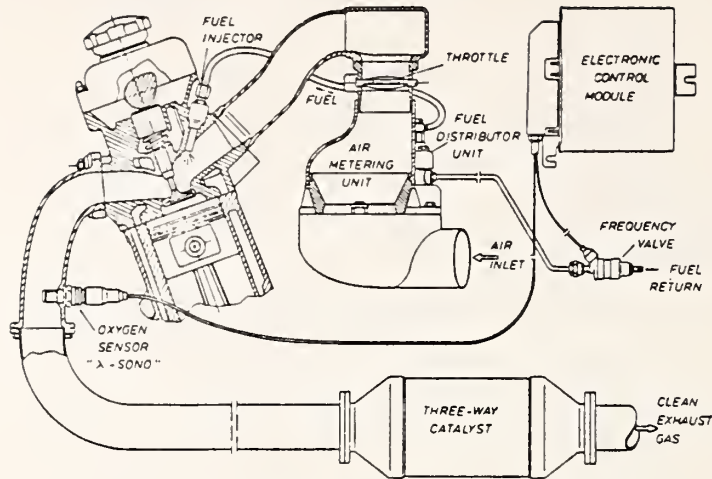 FUEL
INJECTOR
THROTTLE
ELECTRONIC
CONTROL
MODULE
FUEL
FUEL
DISTRIBUTOR
UNIT
AIR
METERING
UNIT
FREQUENCY
VALVE
AIR
INLET
FUEL
RETURN
OXYGEN
SENSOR
"λ-SOND"
THREE-WAY
CATALYST
CLEAN
EXHAUST
GAS